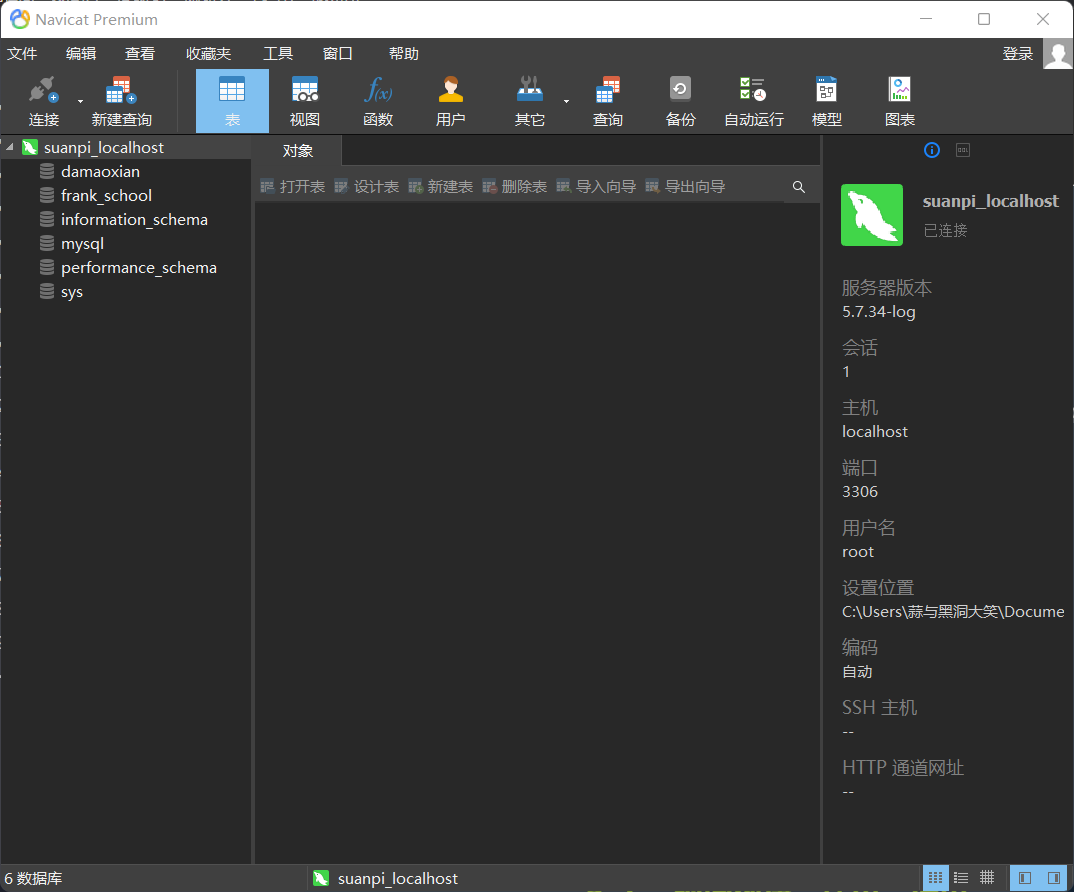 Navicat Premium
文件 编辑 查看 收藏夹 工具 窗口 帮助 登录
连接 新建查询 表 视图 函数 用户 其它 查询 备份 自动运行 模型 图表
suanpi_localhost
damaoxian
frank_school
information_schema
mysql
performance_schema
sys
对象
打开表 设计表 新建表 删除表 导入向导 导出向导
suanpi_localhost
已连接
服务器版本
5.7.34-log
会话
1
主机
localhost
端口
3306
用户名
root
设置位置
C:\Users\蒜与黑洞大笑\Docume
编码
自动
SSH 主机
--
HTTP 通道网址
--
6 数据库 suanpi_localhost